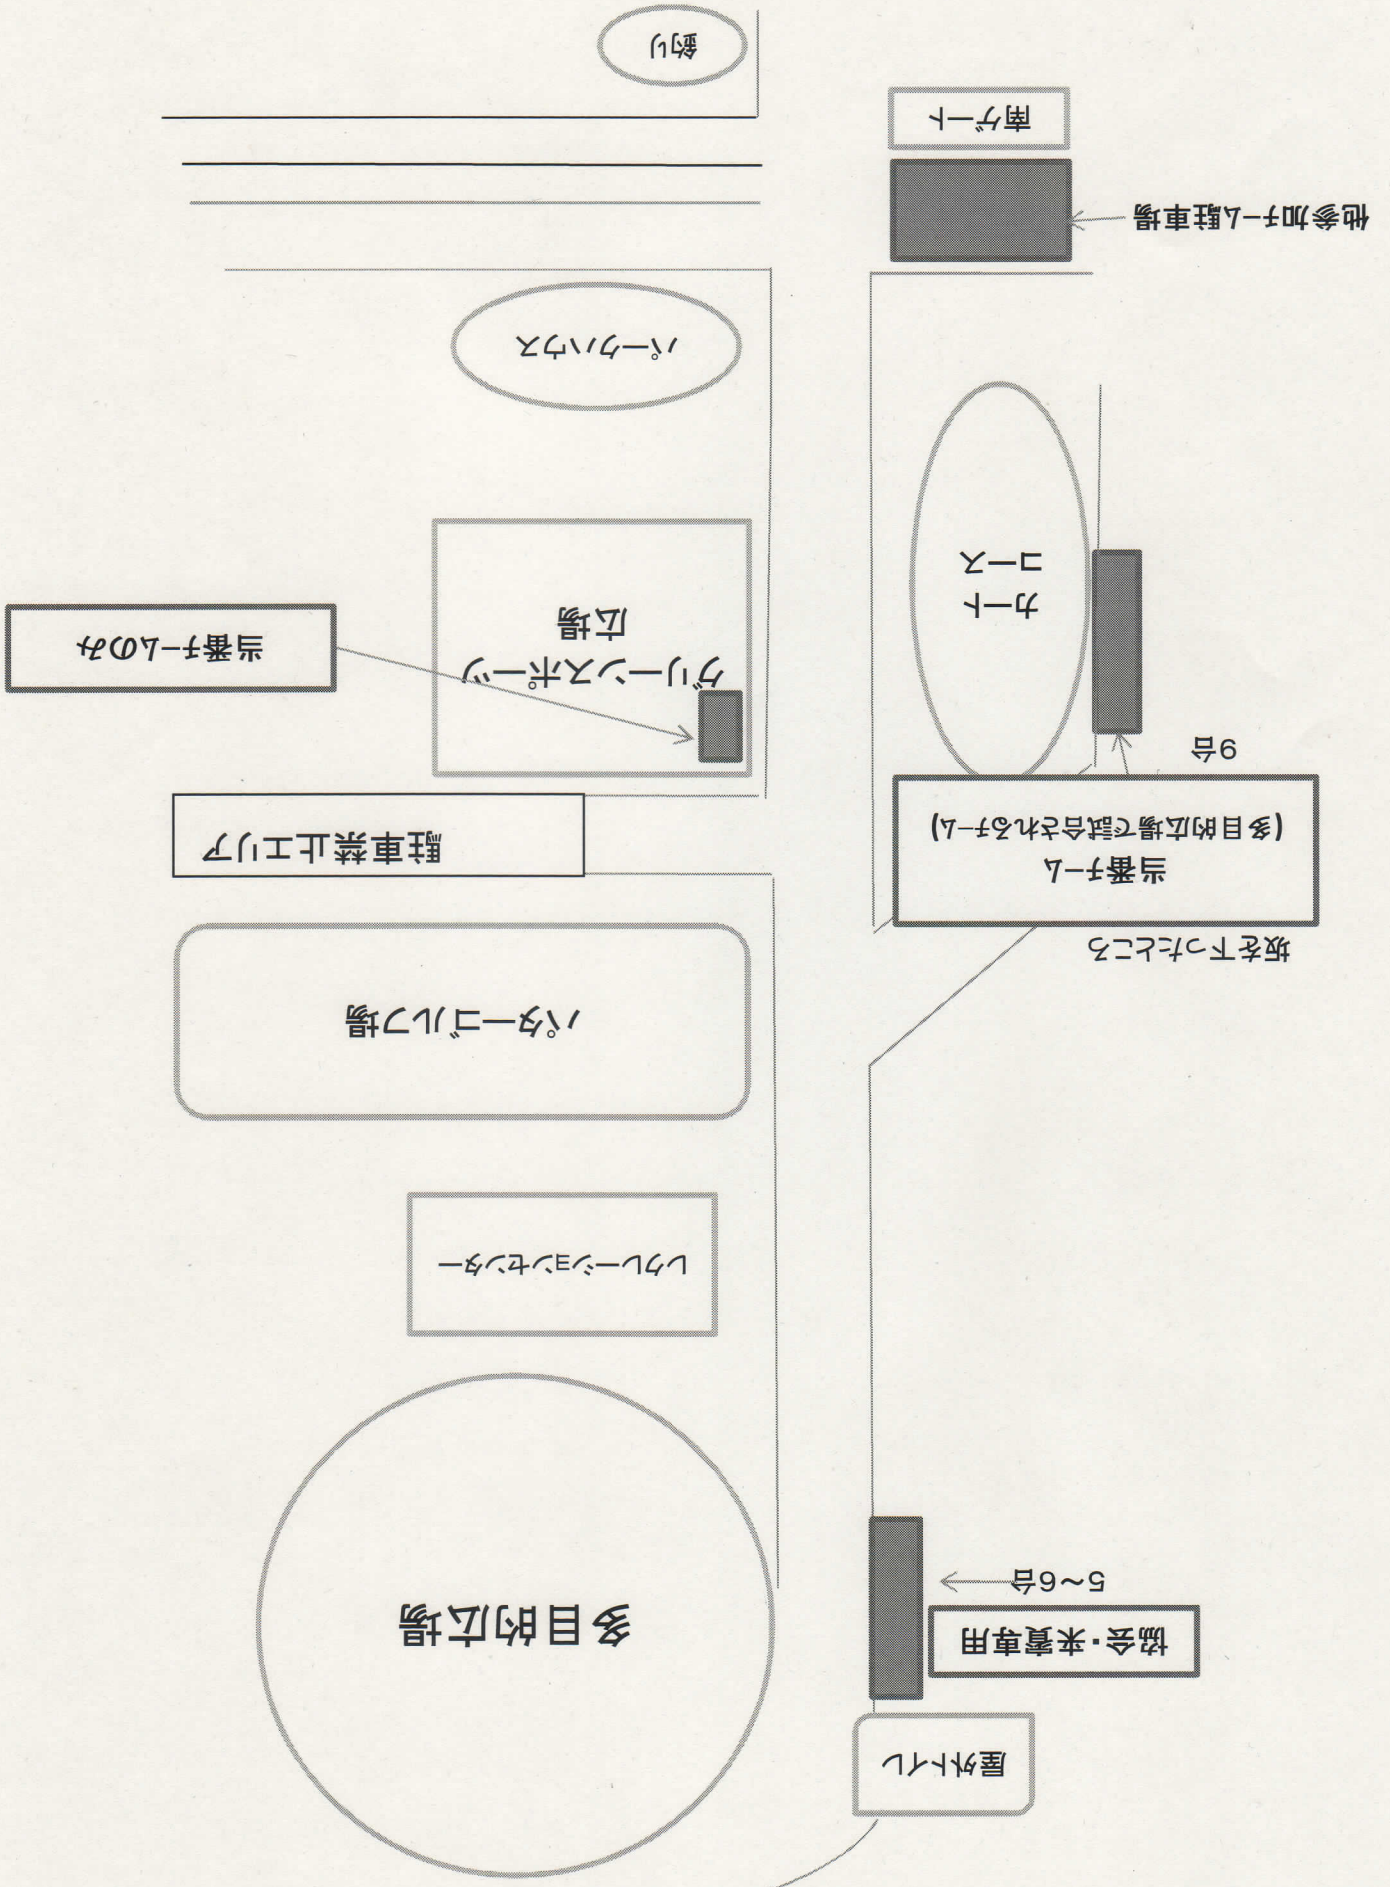 屋外トイレ
協会・来賓専用
5～6台
多目的広場
レクレーションセンター
パターゴルフ場
坂を下ったところ
当番ﾁｰﾑ
(多目的広場で試合されるﾁｰﾑ)
9台
駐車禁止エリア
グリーンスポーツ
広場
当番ﾁｰﾑのみ
カート
コース
パークハウス
他参加ﾁｰﾑ駐車場
南ゲート
釣り